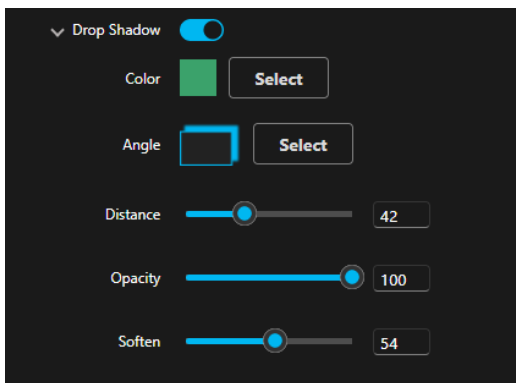 Drop Shadow
Color Select
Angle Select
Distance 42
Opacity 100
Soften 54